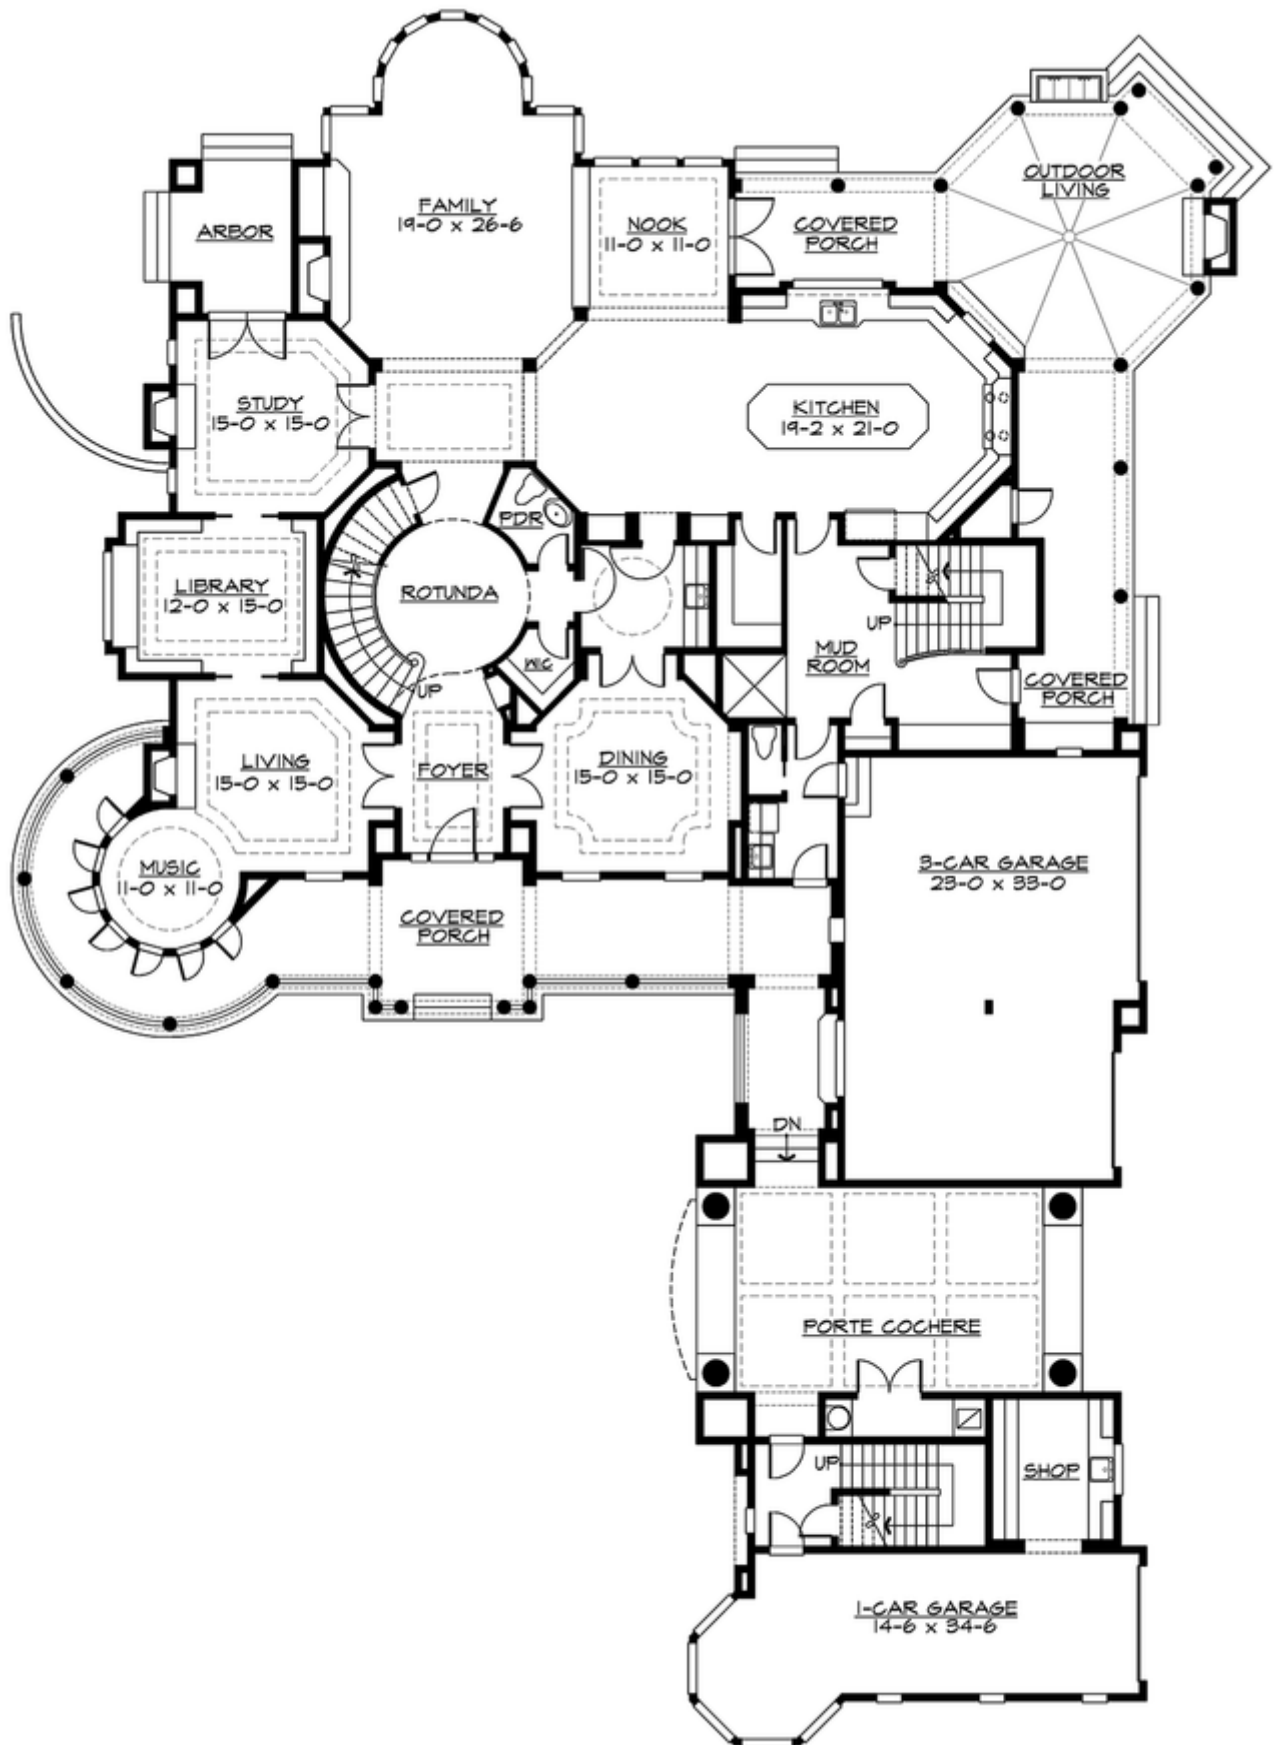 OUTDOOR
LIVING
FAMILY
19-0 x 26-6
NOOK
11-0 x 11-0
COVERED
PORCH
ARBOR
STUDY
15-0 x 15-0
KITCHEN
19-2 x 21-0
PDR
LIBRARY
12-0 x 15-0
ROTUNDA
UP
MUD
ROOM
WIC
UP
COVERED
PORCH
LIVING
15-0 x 15-0
FOYER
DINING
15-0 x 15-0
MUSIC
11-0 x 11-0
3-CAR GARAGE
23-0 x 33-0
COVERED
PORCH
DN
PORTE COCHERE
UP
SHOP
1-CAR GARAGE
14-6 x 34-6